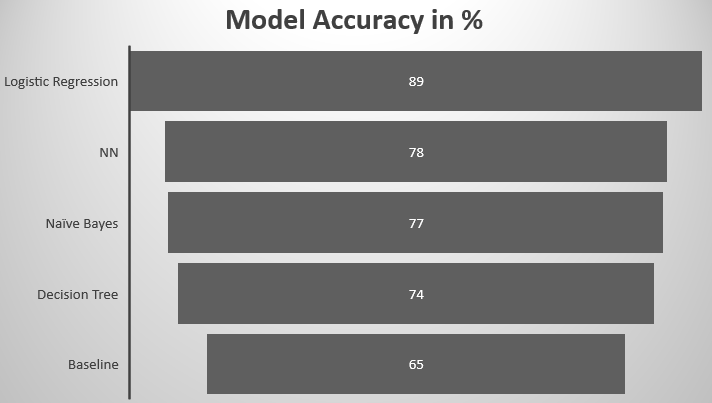 Model Accuracy in %
Logistic Regression 89
NN 78
Naïve Bayes 77
Decision Tree 74
Baseline 65